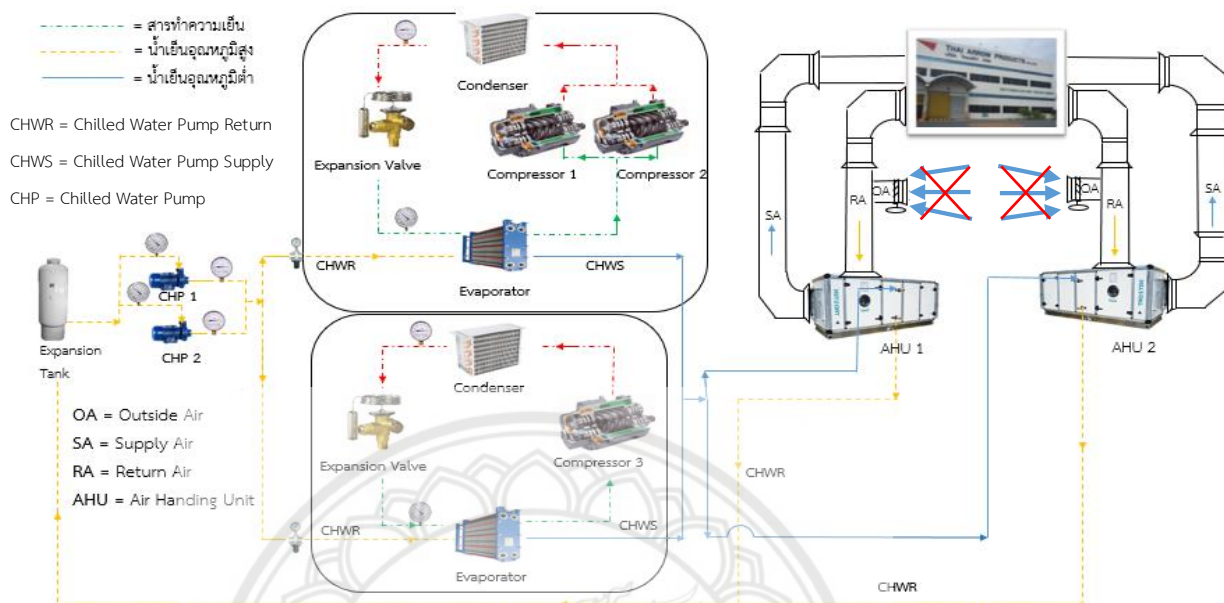 = สารทำความเย็น
= น้ำเย็นอุณหภูมิสูง
= น้ำเย็นอุณหภูมิต่ำ
CHWR = Chilled Water Pump Return
CHWS = Chilled Water Pump Supply
CHP = Chilled Water Pump
Condenser
Expansion Valve
Compressor 1
Compressor 2
CHWR
Evaporator
CHWS
CHP 1
CHP 2
Expansion
Tank
OA = Outside Air
SA = Supply Air
RA = Return Air
AHU = Air Handing Unit
Condenser
Expansion Valve
Compressor 3
CHWR
Evaporator
CHWS
THAI ARROW PRODUCTS
SA
RA
OA
OA
RA
SA
AHU 1
AHU 2
CHWR
CHWR